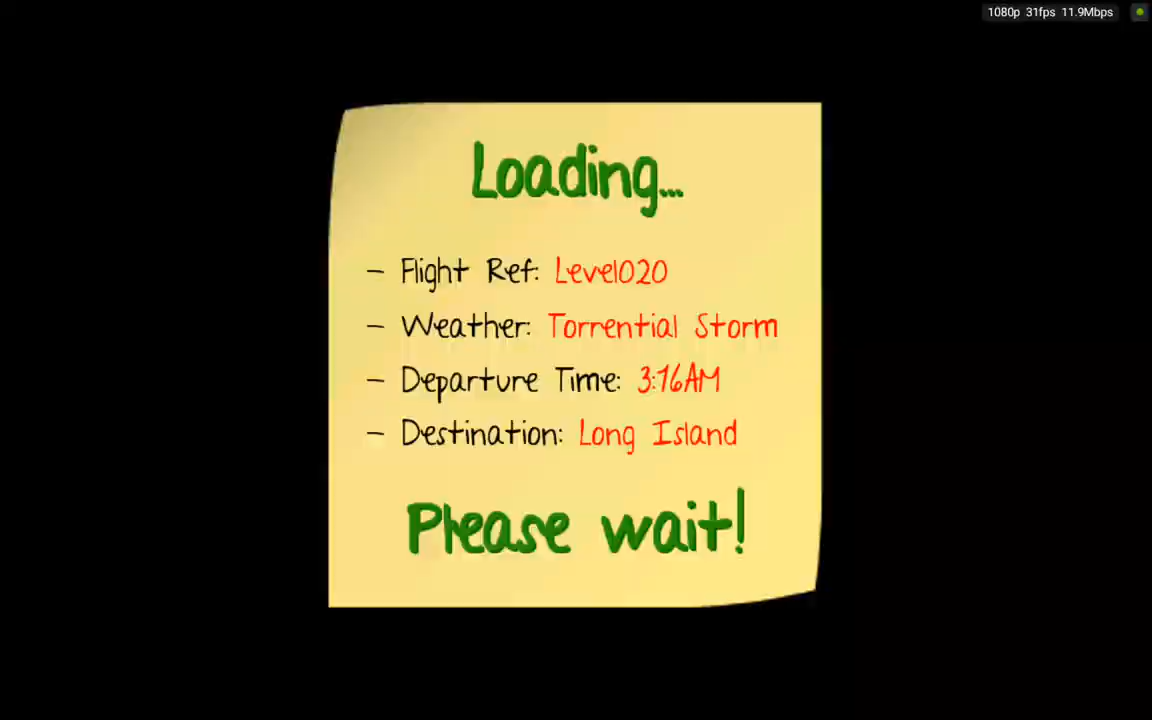 1080p 31fps 11.9Mbps
Loading...
- Flight Ref: Level020
- Weather: Torrential Storm
- Departure Time: 3:16AM
- Destination: Long Island
Please wait!